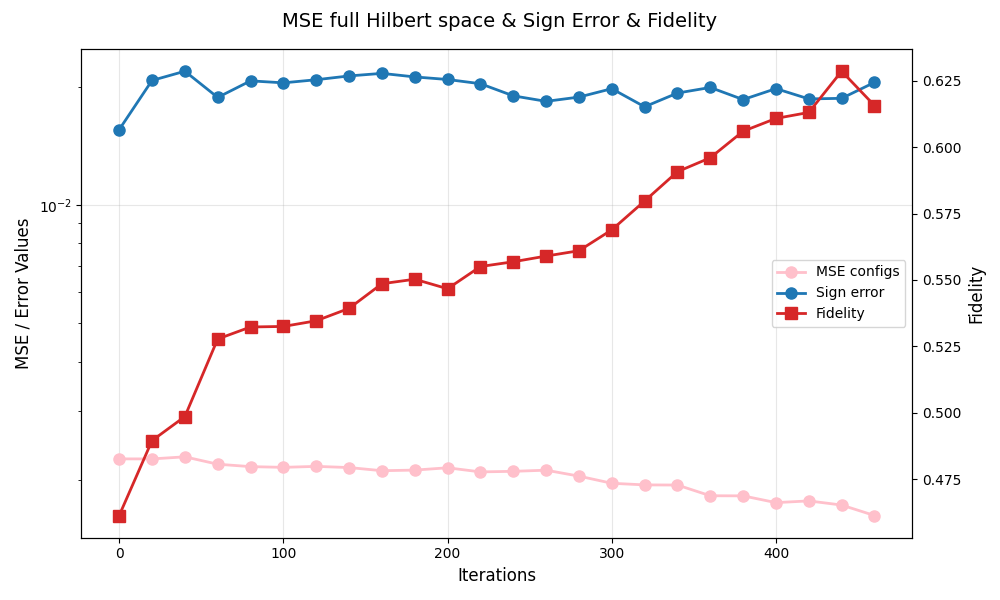 MSE full Hilbert space & Sign Error & Fidelity
MSE / Error Values
10⁻²
0.625
0.600
0.575
0.550
0.525
0.500
0.475
Fidelity
MSE configs
Sign error
Fidelity
0
100
200
300
400
Iterations